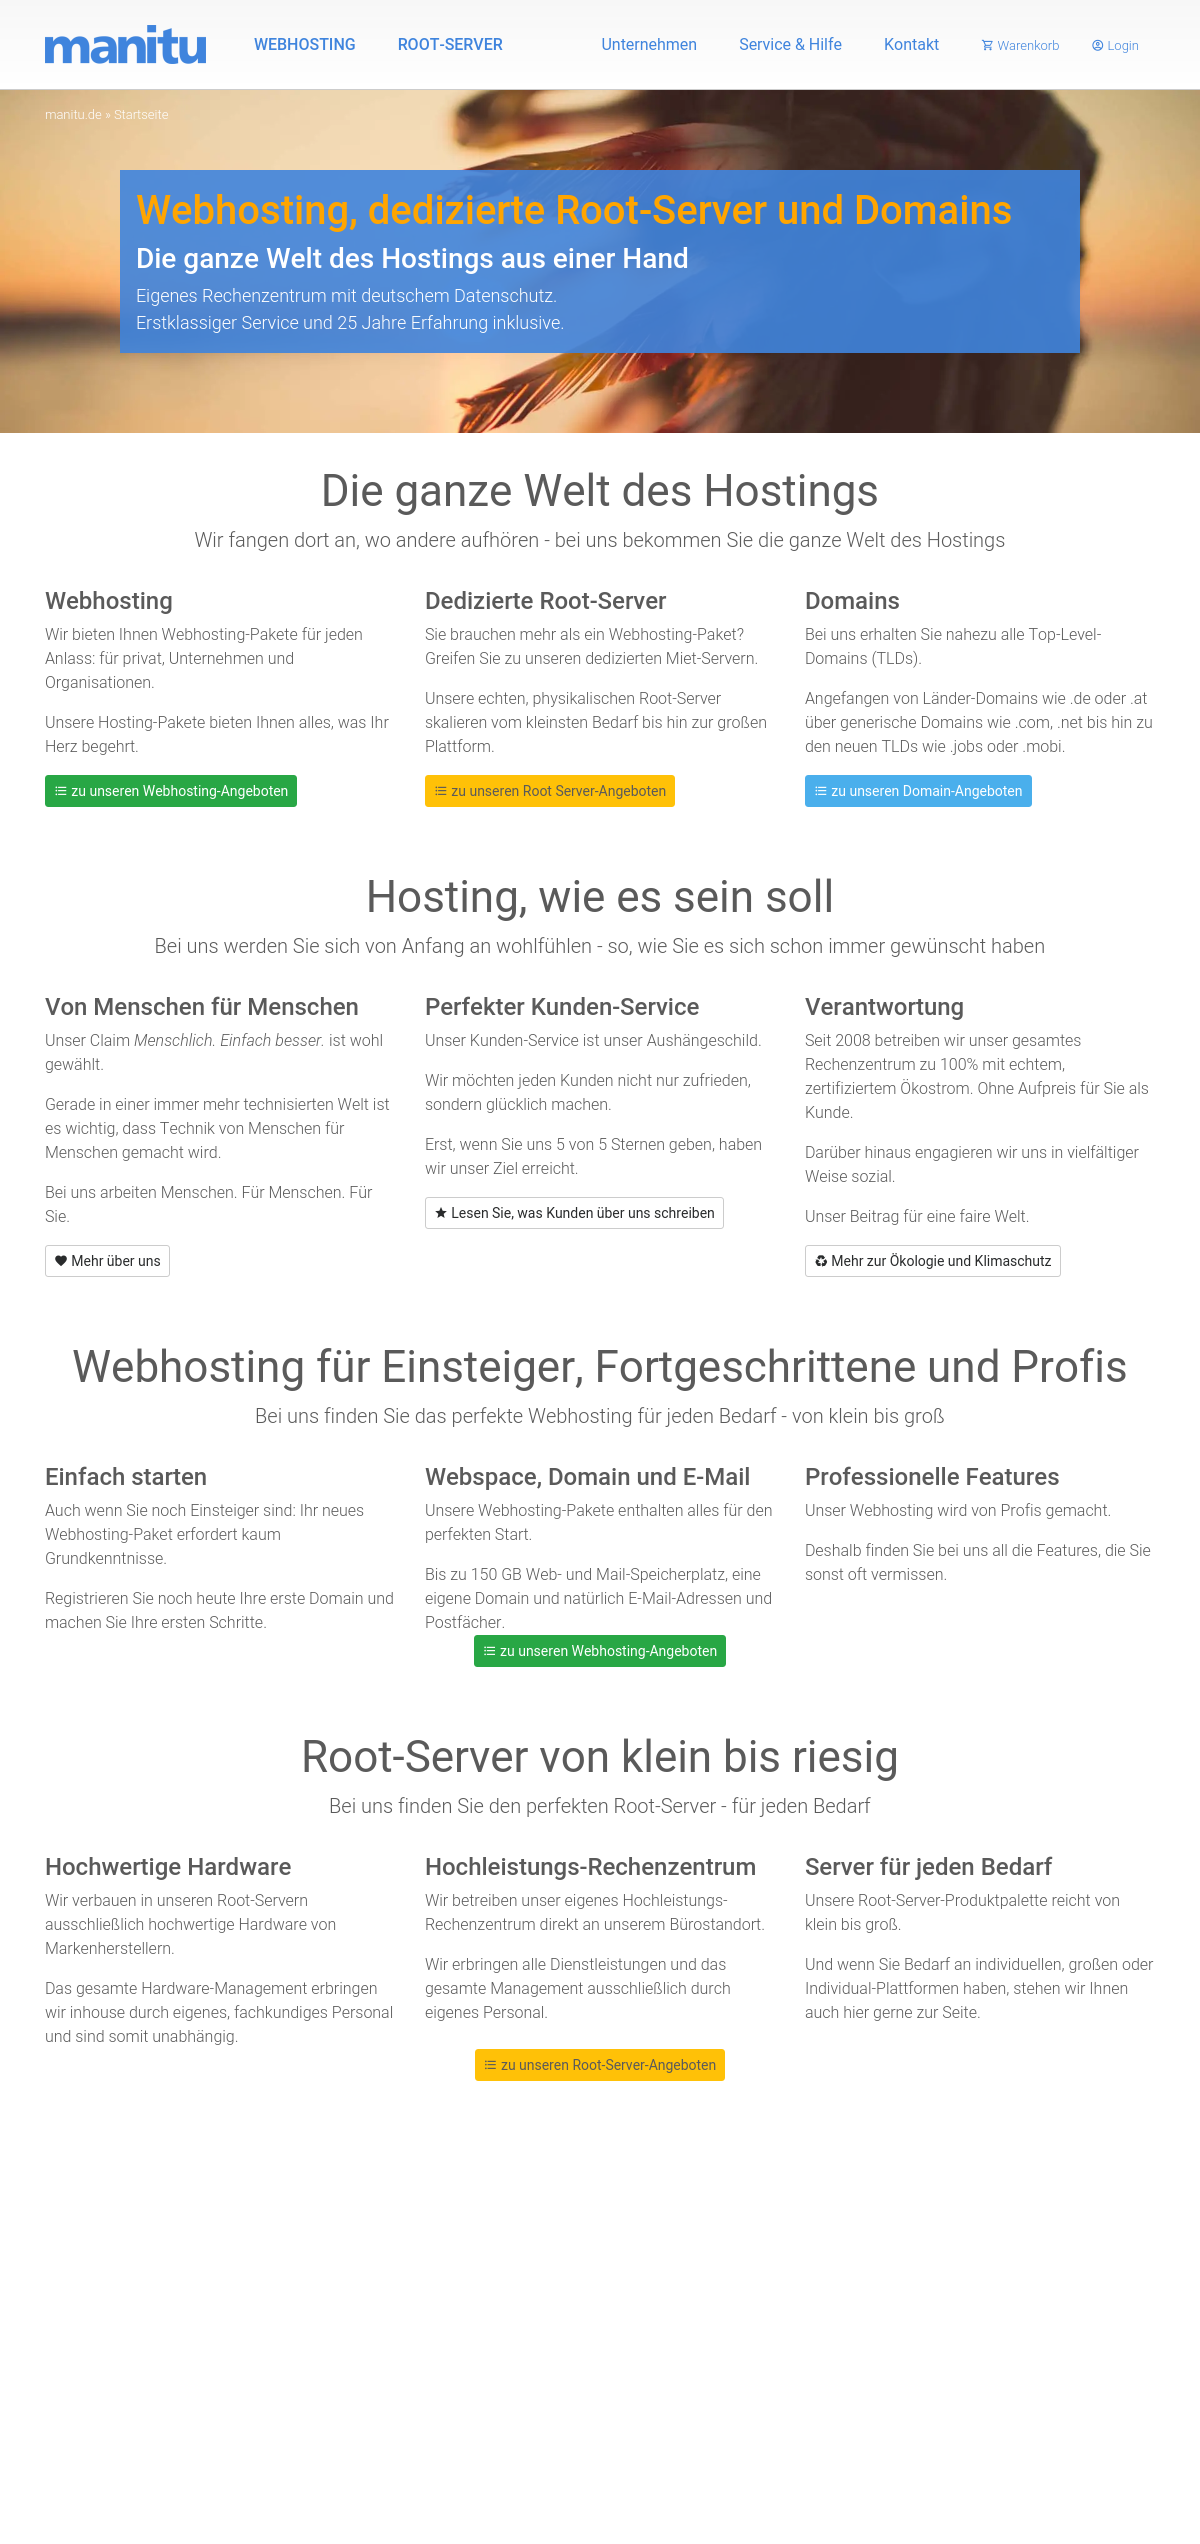 manitu
WEBHOSTING
ROOT-SERVER
Unternehmen
Service & Hilfe
Kontakt
Warenkorb
Login
manitu.de » Startseite
Webhosting, dedizierte Root-Server und Domains
Die ganze Welt des Hostings aus einer Hand
Eigenes Rechenzentrum mit deutschem Datenschutz.
Erstklassiger Service und 25 Jahre Erfahrung inklusive.
Die ganze Welt des Hostings
Wir fangen dort an, wo andere aufhören - bei uns bekommen Sie die ganze Welt des Hostings
Webhosting
Wir bieten Ihnen Webhosting-Pakete für jeden
Anlass: für privat, Unternehmen und
Organisationen.
Unsere Hosting-Pakete bieten Ihnen alles, was Ihr
Herz begehrt.
zu unseren Webhosting-Angeboten
Dedizierte Root-Server
Sie brauchen mehr als ein Webhosting-Paket?
Greifen Sie zu unseren dedizierten Miet-Servern.
Unsere echten, physikalischen Root-Server
skalieren vom kleinsten Bedarf bis hin zur großen
Plattform.
zu unseren Root Server-Angeboten
Domains
Bei uns erhalten Sie nahezu alle Top-Level-
Domains (TLDs).
Angefangen von Länder-Domains wie .de oder .at
über generische Domains wie .com, .net bis hin zu
den neuen TLDs wie .jobs oder .mobi.
zu unseren Domain-Angeboten
Hosting, wie es sein soll
Bei uns werden Sie sich von Anfang an wohlfühlen - so, wie Sie es sich schon immer gewünscht haben
Von Menschen für Menschen
Unser Claim Menschlich. Einfach besser. ist wohl
gewählt.
Gerade in einer immer mehr technisierten Welt ist
es wichtig, dass Technik von Menschen für
Menschen gemacht wird.
Bei uns arbeiten Menschen. Für Menschen. Für
Sie.
Mehr über uns
Perfekter Kunden-Service
Unser Kunden-Service ist unser Aushängeschild.
Wir möchten jeden Kunden nicht nur zufrieden,
sondern glücklich machen.
Erst, wenn Sie uns 5 von 5 Sternen geben, haben
wir unser Ziel erreicht.
Lesen Sie, was Kunden über uns schreiben
Verantwortung
Seit 2008 betreiben wir unser gesamtes
Rechenzentrum zu 100% mit echtem,
zertifiziertem Ökostrom. Ohne Aufpreis für Sie als
Kunde.
Darüber hinaus engagieren wir uns in vielfältiger
Weise sozial.
Unser Beitrag für eine faire Welt.
Mehr zur Ökologie und Klimaschutz
Webhosting für Einsteiger, Fortgeschrittene und Profis
Bei uns finden Sie das perfekte Webhosting für jeden Bedarf - von klein bis groß
Einfach starten
Auch wenn Sie noch Einsteiger sind: Ihr neues
Webhosting-Paket erfordert kaum
Grundkenntnisse.
Registrieren Sie noch heute Ihre erste Domain und
machen Sie Ihre ersten Schritte.
Webspace, Domain und E-Mail
Unsere Webhosting-Pakete enthalten alles für den
perfekten Start.
Bis zu 150 GB Web- und Mail-Speicherplatz, eine
eigene Domain und natürlich E-Mail-Adressen und
Postfächer.
Professionelle Features
Unser Webhosting wird von Profis gemacht.
Deshalb finden Sie bei uns all die Features, die Sie
sonst oft vermissen.
zu unseren Webhosting-Angeboten
Root-Server von klein bis riesig
Bei uns finden Sie den perfekten Root-Server - für jeden Bedarf
Hochwertige Hardware
Wir verbauen in unseren Root-Servern
ausschließlich hochwertige Hardware von
Markenherstellern.
Das gesamte Hardware-Management erbringen
wir inhouse durch eigenes, fachkundiges Personal
und sind somit unabhängig.
Hochleistungs-Rechenzentrum
Wir betreiben unser eigenes Hochleistungs-
Rechenzentrum direkt an unserem Bürostandort.
Wir erbringen alle Dienstleistungen und das
gesamte Management ausschließlich durch
eigenes Personal.
Server für jeden Bedarf
Unsere Root-Server-Produktpalette reicht von
klein bis groß.
Und wenn Sie Bedarf an individuellen, großen oder
Individual-Plattformen haben, stehen wir Ihnen
auch hier gerne zur Seite.
zu unseren Root-Server-Angeboten